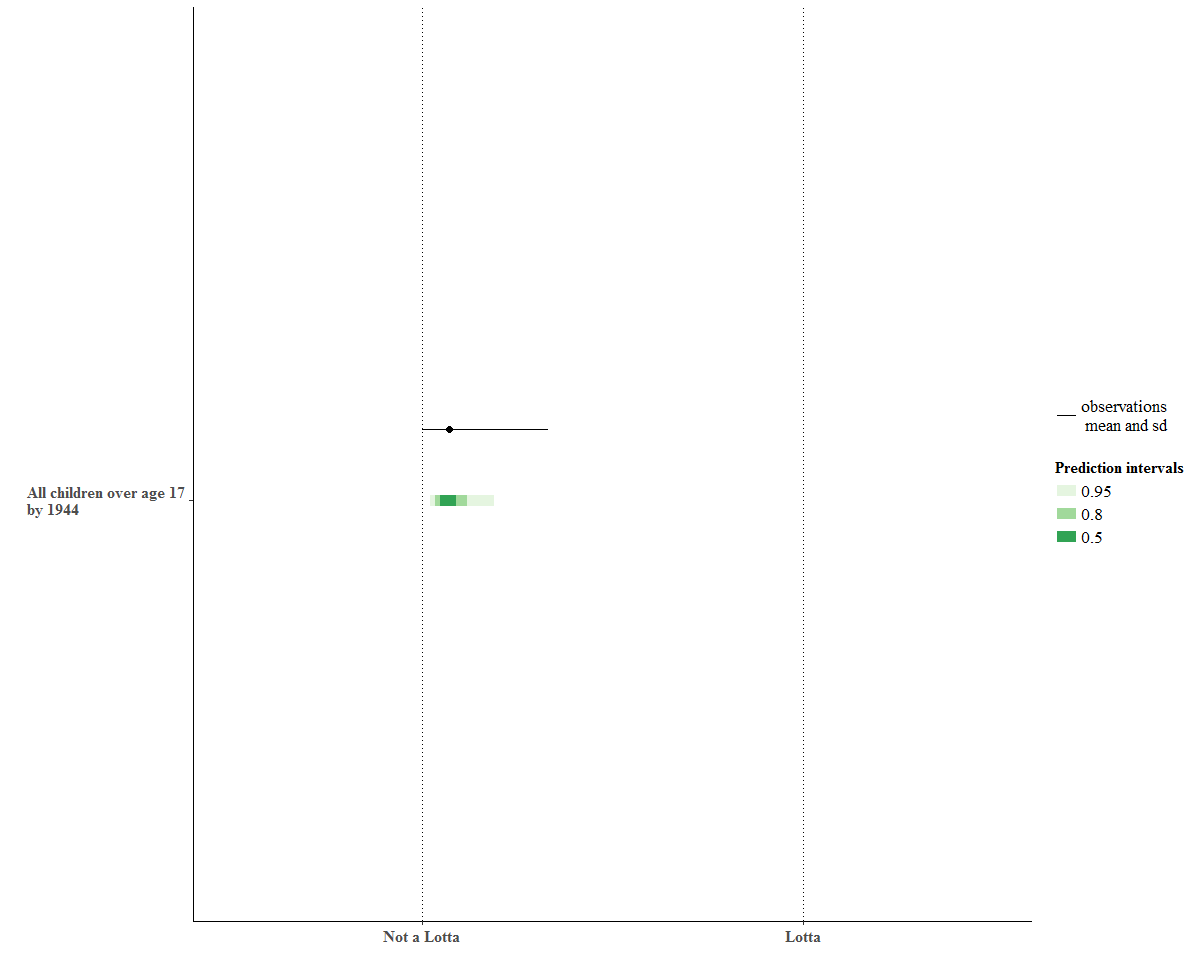 All children over age 17
by 1944
Not a Lotta
Lotta
observations
mean and sd
Prediction intervals
0.95
0.8
0.5